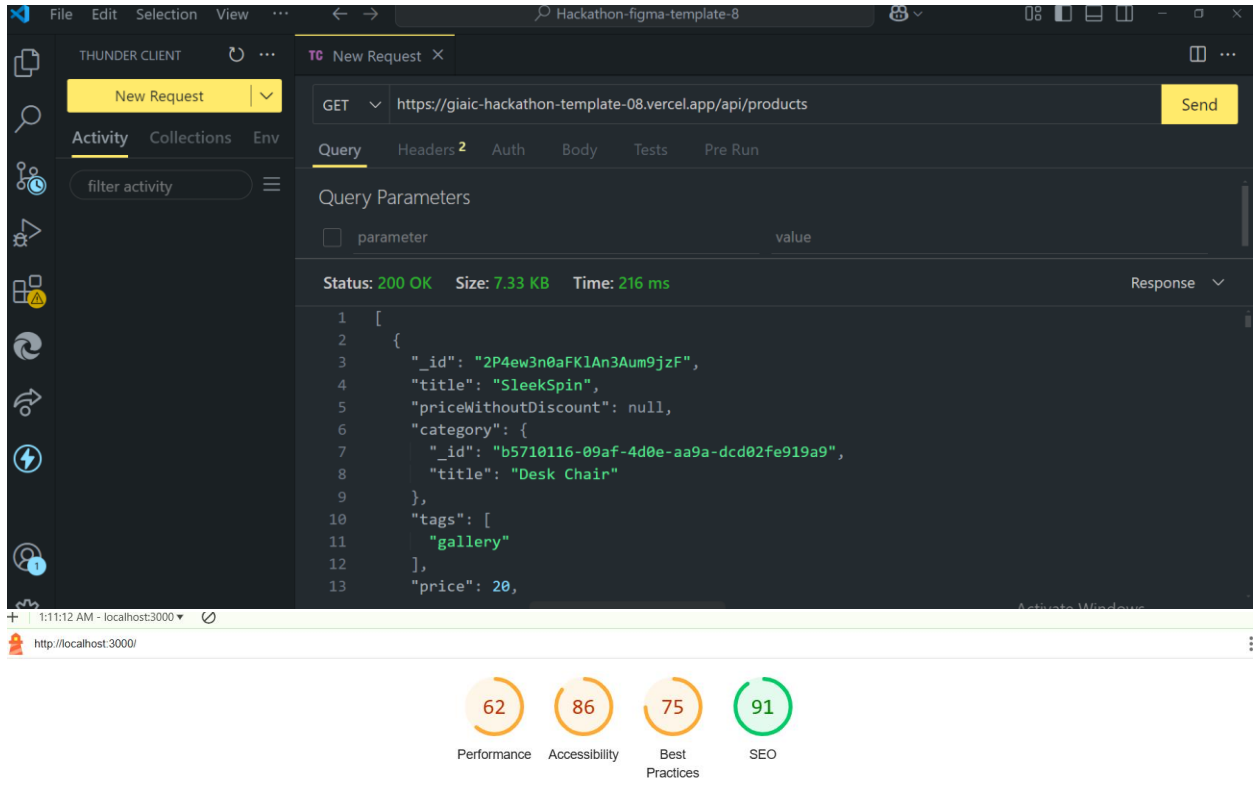 File Edit Selection View ··· Hackathon-figma-template-8
THUNDER CLIENT ···
TC New Request
New Request
GET https://giaic-hackathon-template-08.vercel.app/api/products Send
Activity Collections Env
Query Headers 2 Auth Body Tests Pre Run
filter activity
Query Parameters
parameter value
Status: 200 OK Size: 7.33 KB Time: 216 ms Response
1 [
2 {
3 "_id": "2P4ew3n0aFKlAn3Aum9jzF",
4 "title": "SleekSpin",
5 "priceWithoutDiscount": null,
6 "category": {
7 "_id": "b5710116-09af-4d0e-aa9a-dcd02fe919a9",
8 "title": "Desk Chair"
9 },
10 "tags": [
11 "gallery"
12 ],
13 "price": 20,
1
Activate Windows
1:11:12 AM - localhost:3000
http://localhost:3000/
62 86 75 91
Performance Accessibility Best Practices SEO